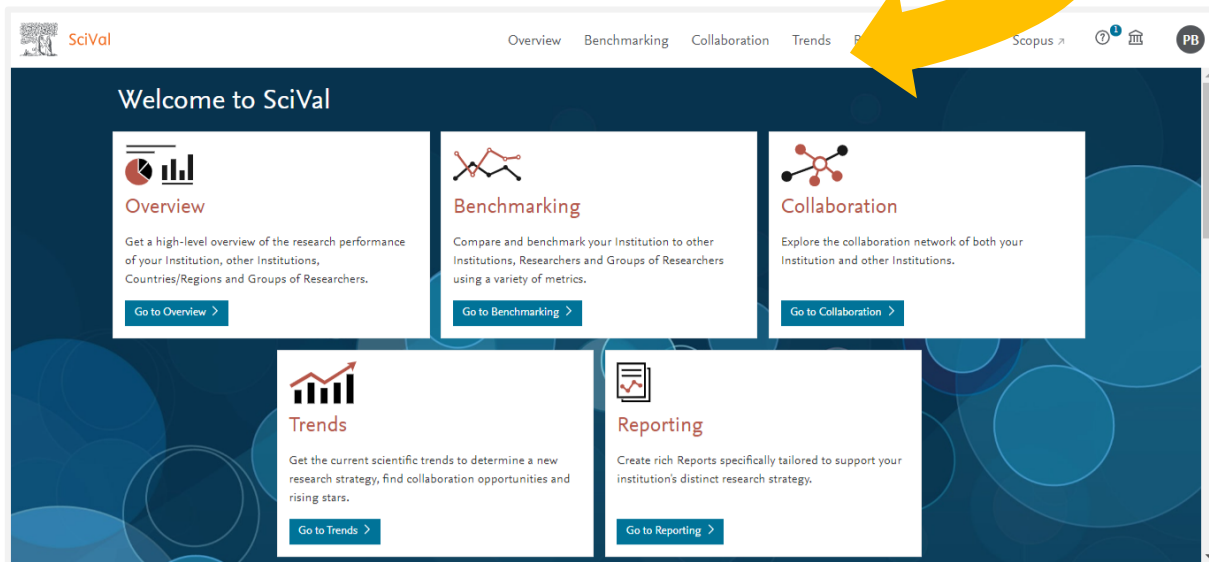 SciVal
Overview Benchmarking Collaboration Trends Scopus ↗ ? 1 PB
Welcome to SciVal
Overview
Get a high-level overview of the research performance
of your Institution, other Institutions,
Countries/Regions and Groups of Researchers.
Go to Overview >
Benchmarking
Compare and benchmark your Institution to other
Institutions, Researchers and Groups of Researchers
using a variety of metrics.
Go to Benchmarking >
Collaboration
Explore the collaboration network of both your
Institution and other Institutions.
Go to Collaboration >
Trends
Get the current scientific trends to determine a new
research strategy, find collaboration opportunities and
rising stars.
Go to Trends >
Reporting
Create rich Reports specifically tailored to support your
institution's distinct research strategy.
Go to Reporting >